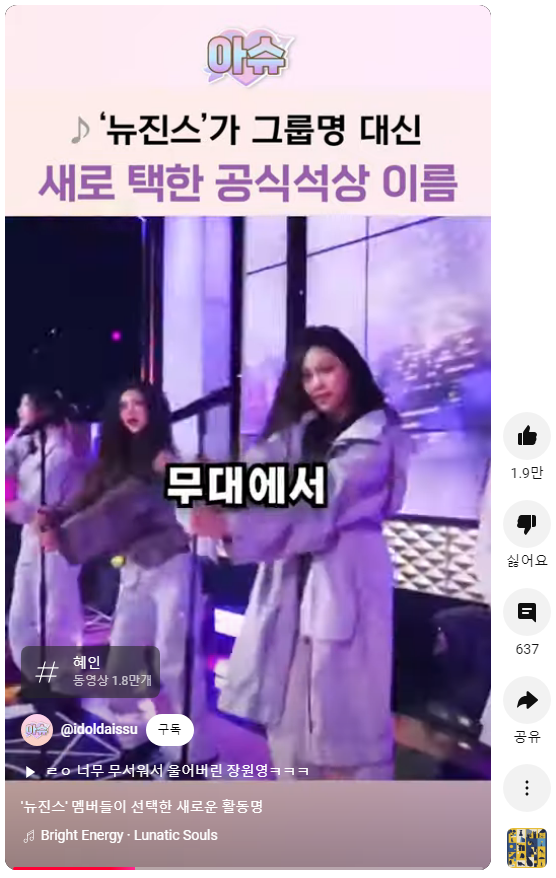 아슈
♪ ‘뉴진스’가 그룹명 대신
새로 택한 공식석상 이름
무대에서
# 혜인
동영상 1.8만개
아슈 @idoldaissu 구독
▶ ㄹㅇ 너무 무서워서 울어버린 장원영ㅋㅋㅋ
'뉴진스' 멤버들이 선택한 새로운 활동명
Bright Energy · Lunatic Souls
1.9만
싫어요
637
공유